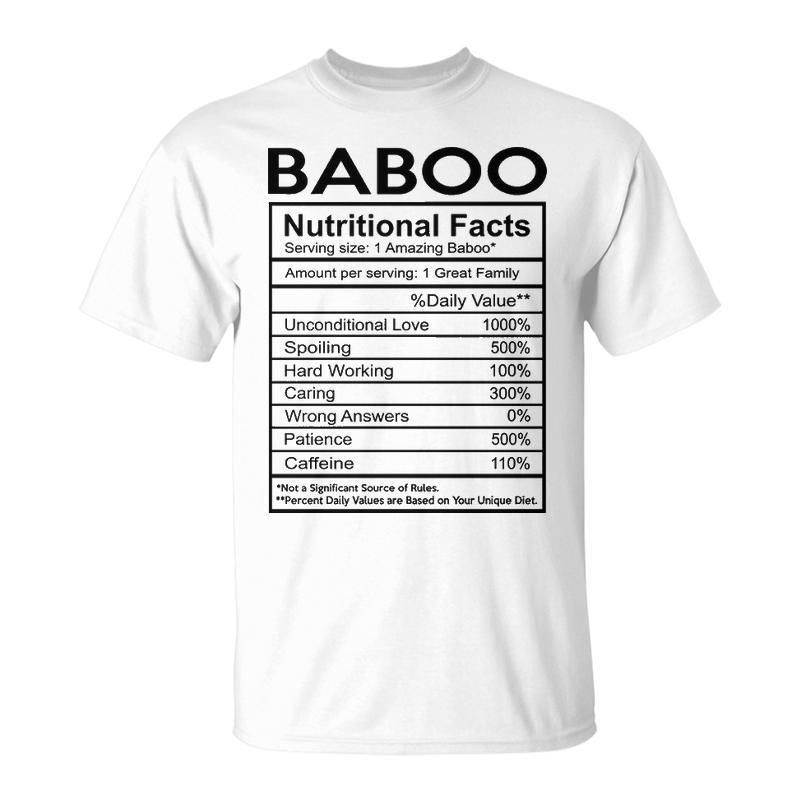 BABOO
Nutritional Facts
Serving size: 1 Amazing Baboo*
Amount per serving: 1 Great Family
%Daily Value**
Unconditional Love 1000%
Spoiling 500%
Hard Working 100%
Caring 300%
Wrong Answers 0%
Patience 500%
Caffeine 110%
*Not a Significant Source of Rules.
**Percent Daily Values are Based on Your Unique Diet.